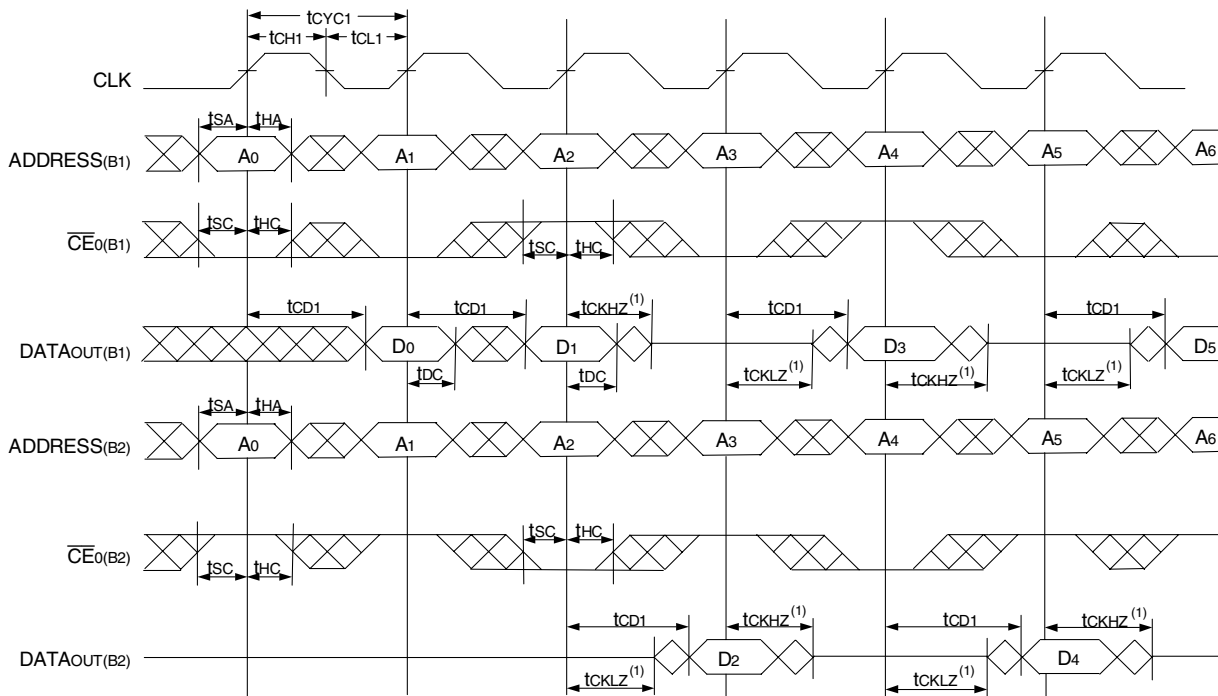 tCYC1
tCH1 tCL1
CLK
tSA tHA
ADDRESS(B1) A0 A1 A2 A3 A4 A5 A6
tSC tHC
CE0(B1)
tSC tHC
tCD1 tCD1 tCKHZ(1) tCD1 tCD1
DATAOUT(B1) D0 D1 D3 D5
tDC tDC tCKLZ(1) tCKHZ(1) tCKLZ(1)
tSA tHA
ADDRESS(B2) A0 A1 A2 A3 A4 A5 A6
tSC tHC
CE0(B2)
tSC tHC
tCD1 tCKHZ(1) tCD1 tCKHZ(1)
DATAOUT(B2) D2 D4
tCKLZ(1) tCKLZ(1)